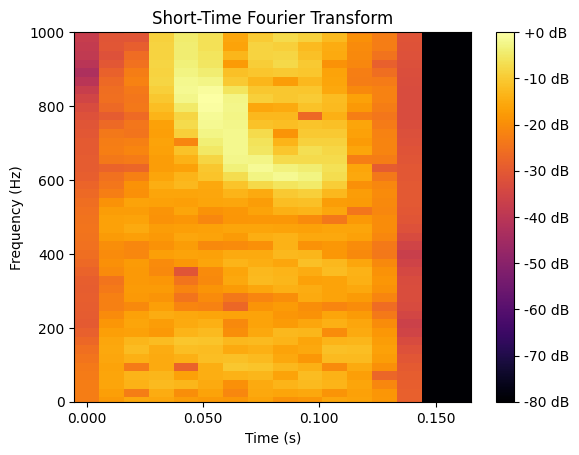 Short-Time Fourier Transform
Frequency (Hz)
1000
800
600
400
200
0
0.000
0.050
0.100
0.150
Time (s)
+0 dB
-10 dB
-20 dB
-30 dB
-40 dB
-50 dB
-60 dB
-70 dB
-80 dB